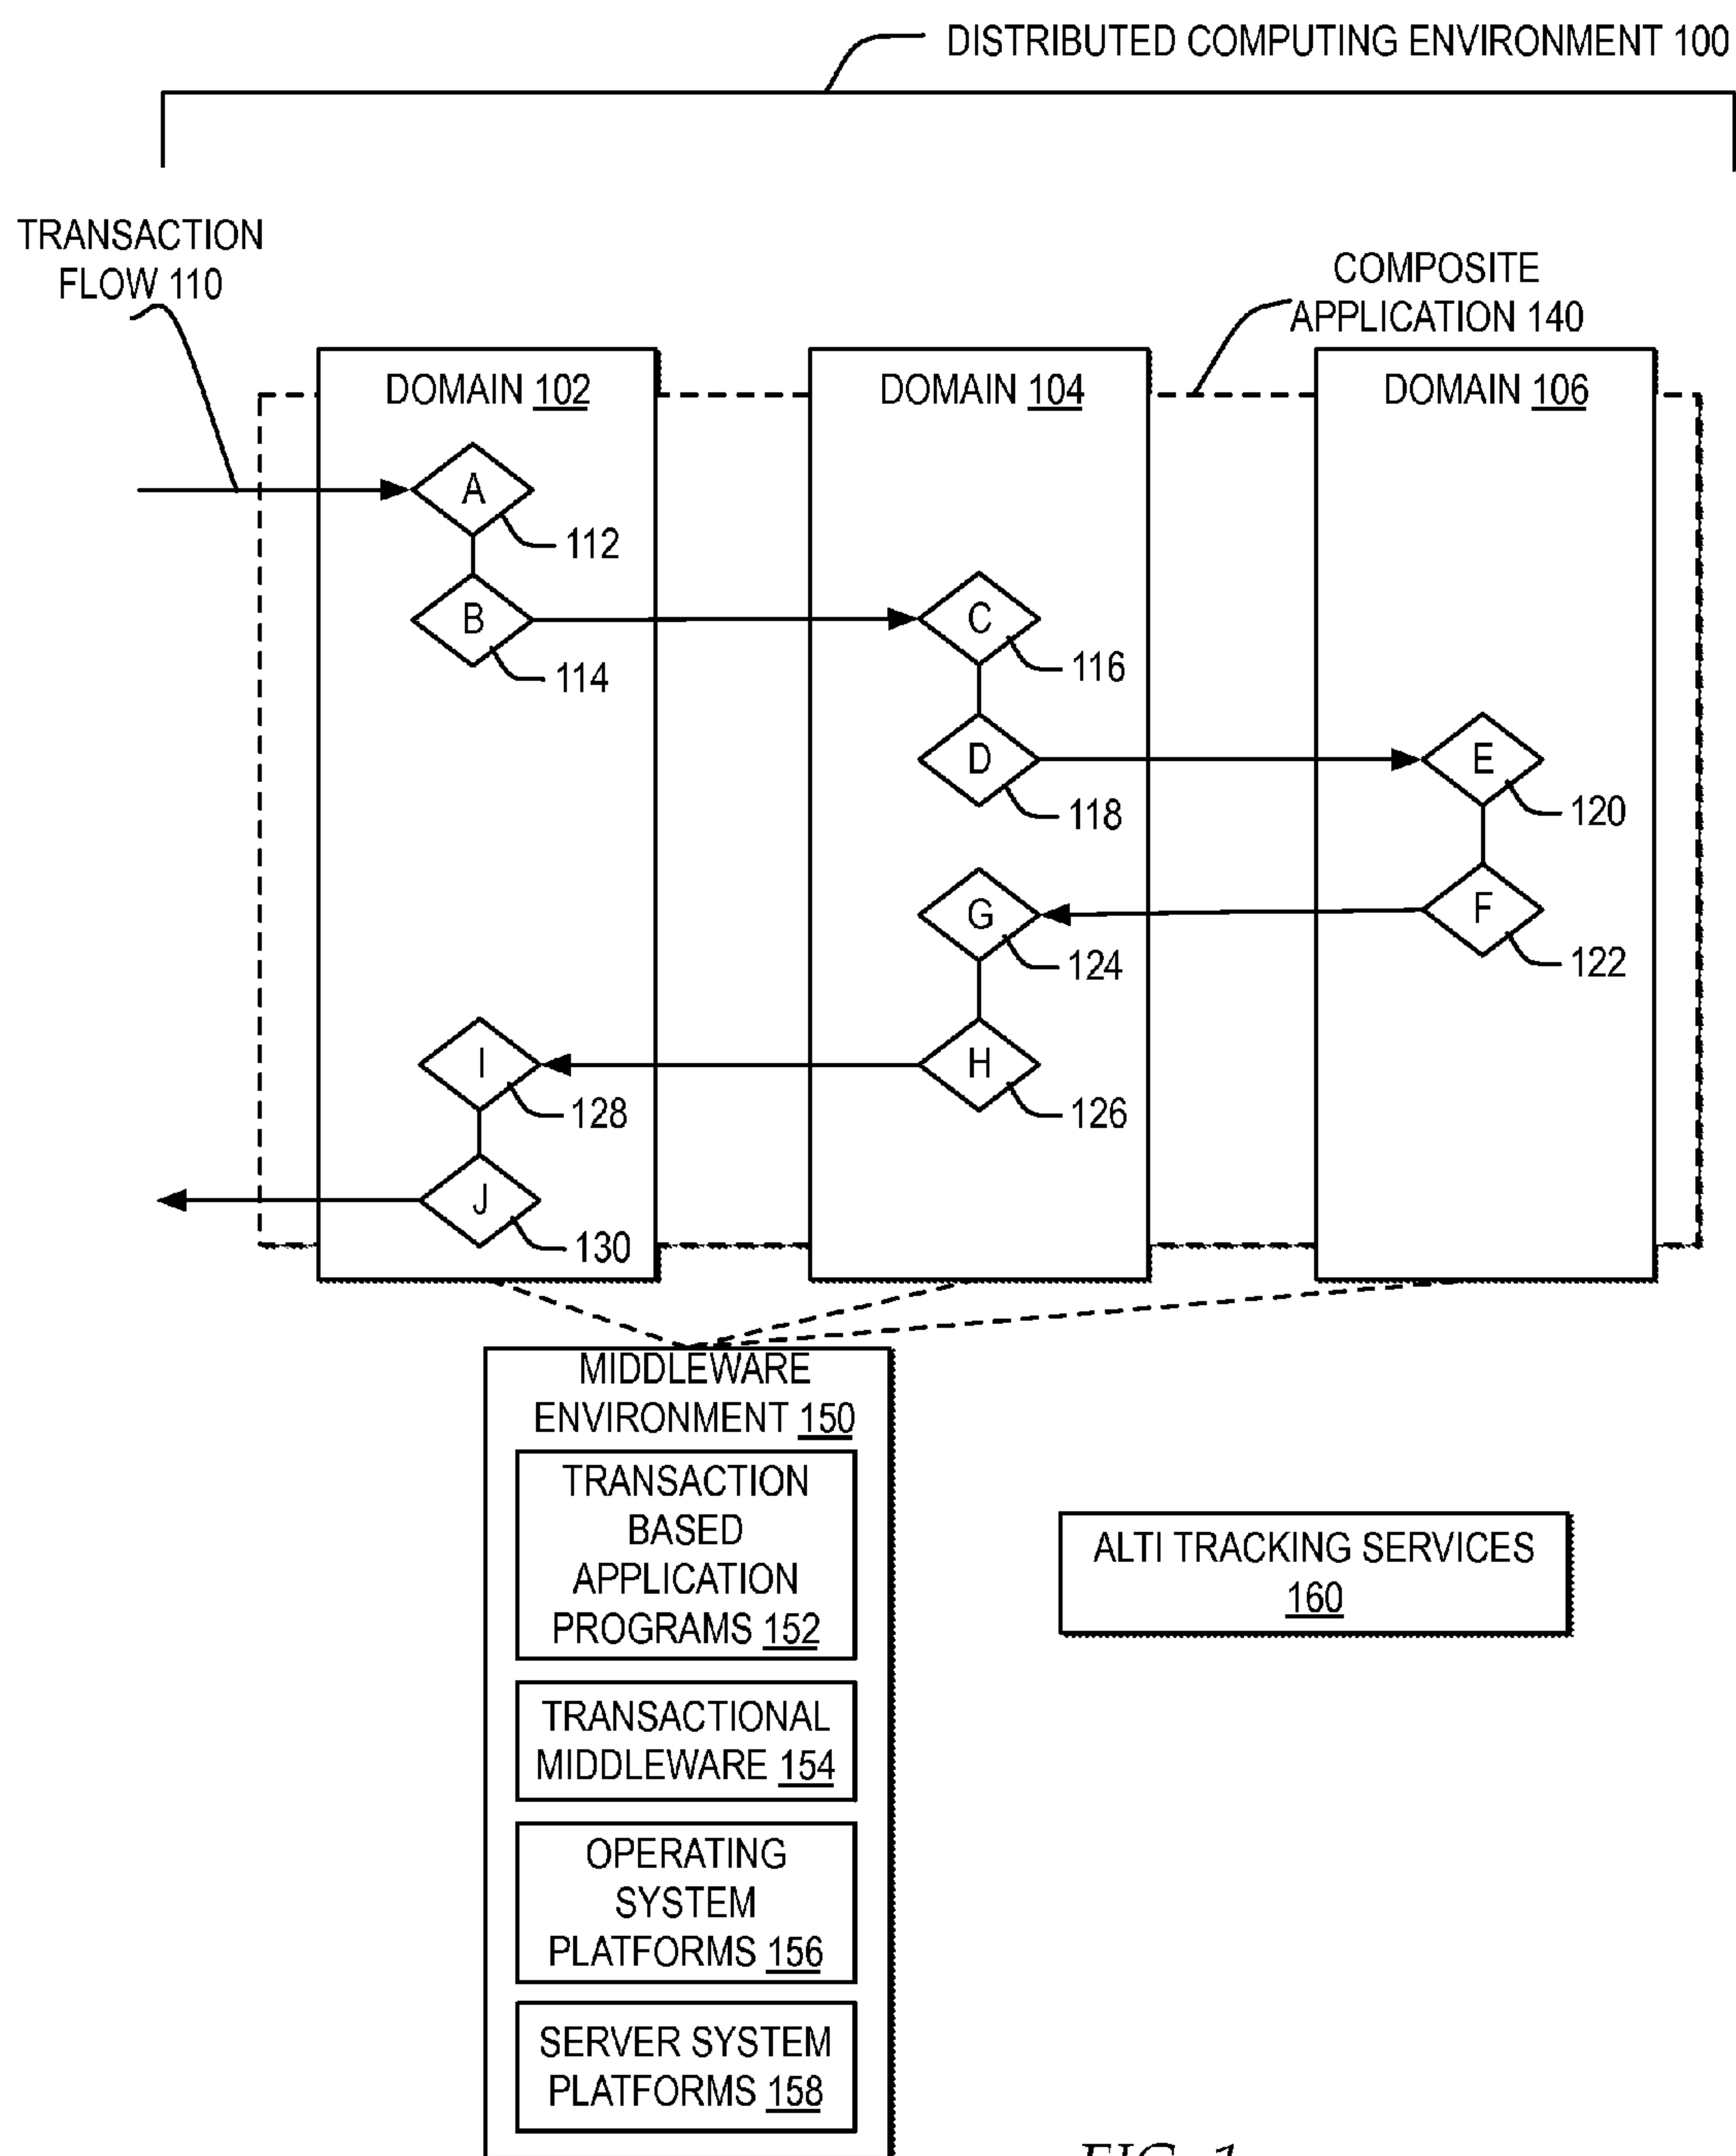 DISTRIBUTED COMPUTING ENVIRONMENT 100
TRANSACTION
FLOW 110
COMPOSITE
APPLICATION 140
DOMAIN 102
DOMAIN 104
DOMAIN 106
A
112
B
114
C
116
D
118
E
120
F
122
G
124
H
126
I
128
J
130
MIDDLEWARE
ENVIRONMENT 150
TRANSACTION
BASED
APPLICATION
PROGRAMS 152
TRANSACTIONAL
MIDDLEWARE 154
OPERATING
SYSTEM
PLATFORMS 156
SERVER SYSTEM
PLATFORMS 158
ALTI TRACKING SERVICES
160
FIG. 1